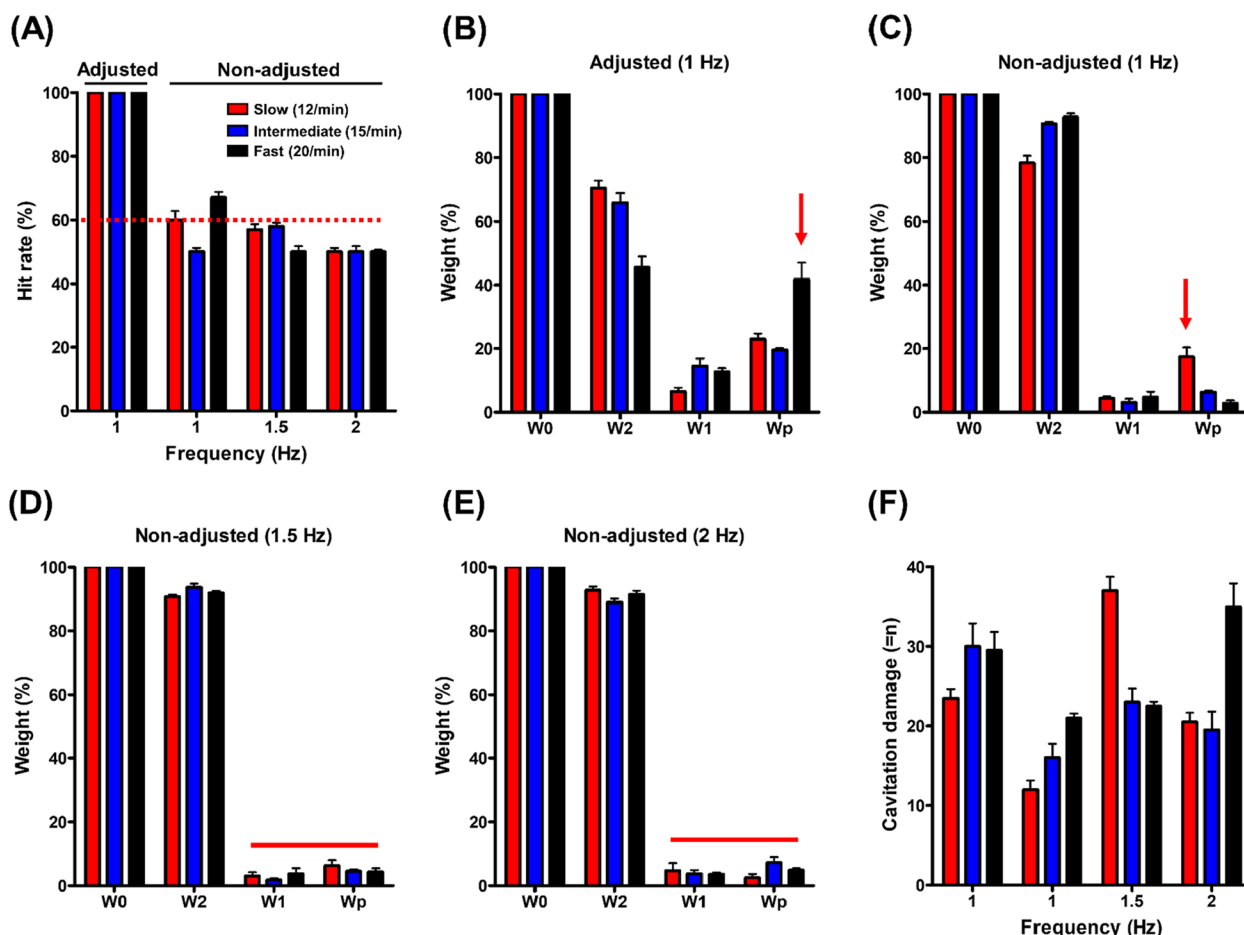 (A)
Adjusted Non-adjusted
Slow (12/min)
Intermediate (15/min)
Fast (20/min)
100
80
60
40
20
0
Hit rate (%)
1 1 1.5 2
Frequency (Hz)
(B)
Adjusted (1 Hz)
100
80
60
40
20
0
Weight (%)
W0 W2 W1 Wp
(C)
Non-adjusted (1 Hz)
100
80
60
40
20
0
Weight (%)
W0 W2 W1 Wp
(D)
Non-adjusted (1.5 Hz)
100
80
60
40
20
0
Weight (%)
W0 W2 W1 Wp
(E)
Non-adjusted (2 Hz)
100
80
60
40
20
0
Weight (%)
W0 W2 W1 Wp
(F)
40
30
20
10
0
Cavitation damage (=n)
1 1 1.5 2
Frequency (Hz)